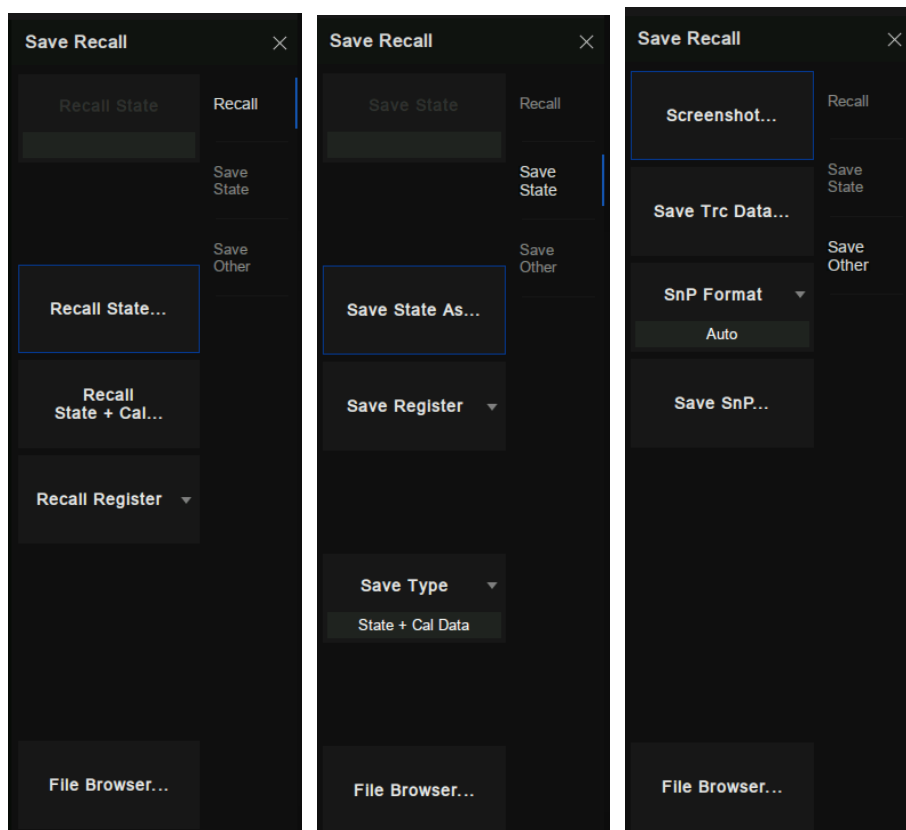 Save Recall
Recall State
Recall
Save
State
Save
Other
Recall State...
Recall
State + Cal...
Recall Register
File Browser...
Save Recall
Save State
Recall
Save
State
Save
Other
Save State As...
Save Register
Save Type
State + Cal Data
File Browser...
Save Recall
Screenshot...
Recall
Save
State
Save Trc Data...
Save
Other
SnP Format
Auto
Save SnP...
File Browser...